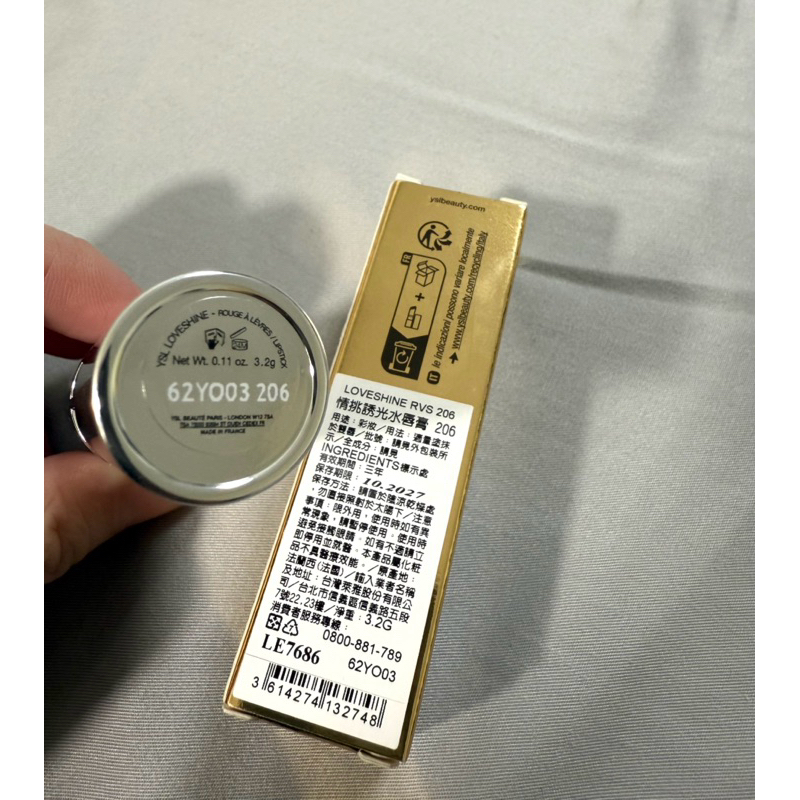 YSL LOVESHINE - ROUGE À LÈVRES / LIPSTICK
Net Wt. 0.11 oz. 3.2g
62YO03 206
YSL BEAUTÉ PARIS - LONDON W12 7SA
MADE IN FRANCE
yslbeauty.com
FR
+
IT le indicazioni possono variare localmente
www.yslbeauty.com/recycling/italy
LOVESHINE RVS 206
情挑誘光水唇膏 206
用途：彩妝／用法：適量塗抹
於唇部／批號：請見外包裝所
示／全成分：請見
INGREDIENTS標示處
有效期間：三年
保存期限：10.2027
保存方法：請置於陰涼乾燥處
，勿直接照射於太陽下／注意
事項：限外用，使用時如有異
常現象，請暫停使用。使用時
避免接觸眼睛，如有不適請立
即停用並就醫。本產品屬化粧
品不具醫療效能。／原產地：
法蘭西(法國)／輸入業者名稱
及地址：台灣萊雅股份有限公
司／台北市信義區信義路五段
7號22,23樓／淨重：3.2G
消費者服務專線：
0800-881-789
LE7686
62YO03
3 614274 132748